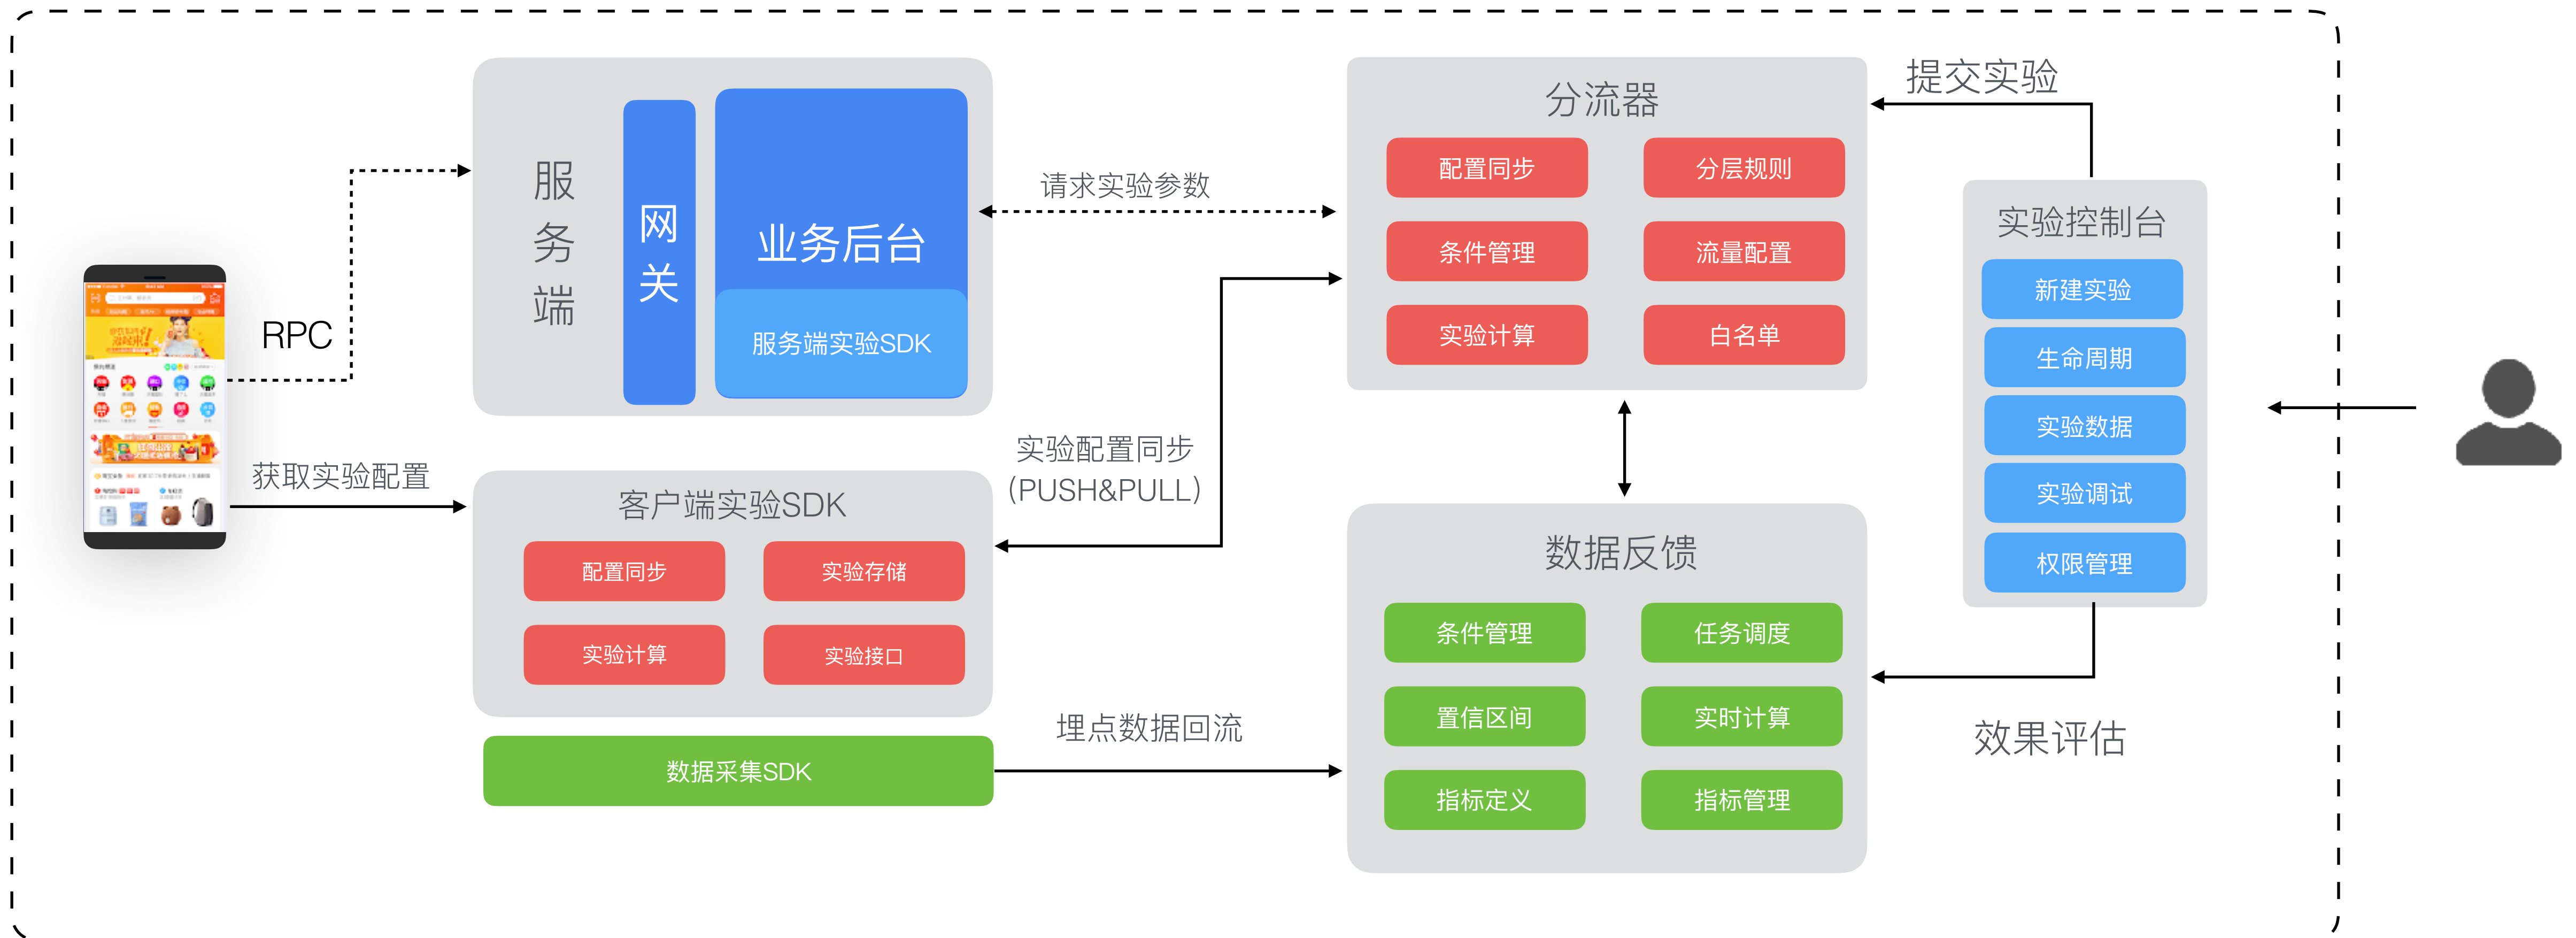 RPC
获取实验配置
服
务
端
网
关
业务后台
服务端实验SDK
客户端实验SDK
配置同步
实验存储
实验计算
实验接口
数据采集SDK
请求实验参数
实验配置同步
(PUSH&PULL)
埋点数据回流
分流器
配置同步
分层规则
条件管理
流量配置
实验计算
白名单
数据反馈
条件管理
任务调度
置信区间
实时计算
指标定义
指标管理
提交实验
实验控制台
新建实验
生命周期
实验数据
实验调试
权限管理
效果评估